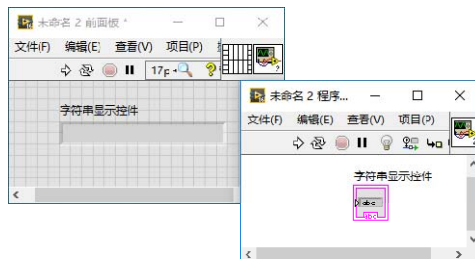 未命名 2 前面板 *
文件(F) 编辑(E) 查看(V) 项目(P)
17p
字符串显示控件
未命名 2 程序...
文件(F) 编辑(E) 查看(V) 项目(P)
字符串显示控件
abc
abc